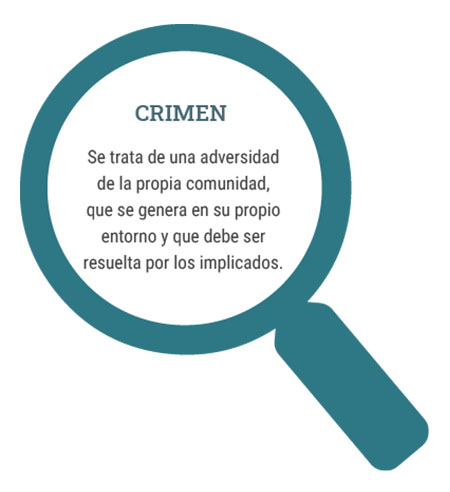 CRIMEN
Se trata de una adversidad
de la propia comunidad,
que se genera en su propio
entorno y que debe ser
resuelta por los implicados.